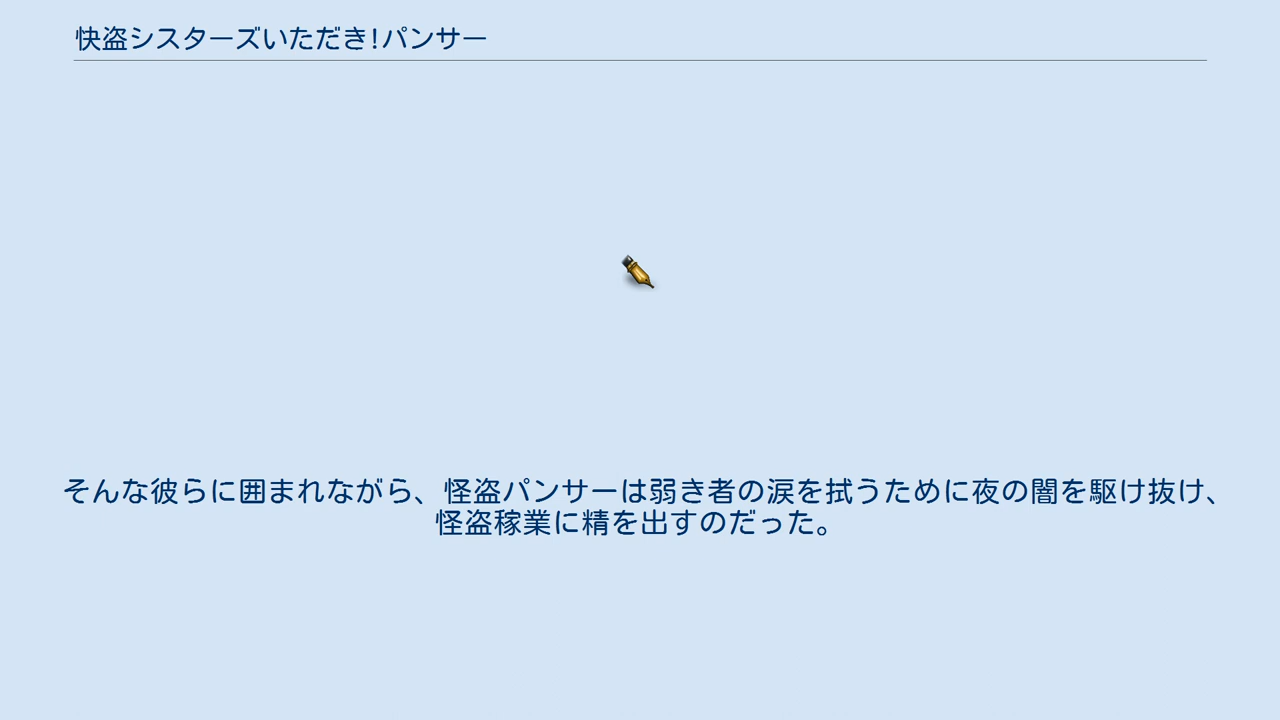 快盗シスターズいただき!パンサー
そんな彼らに囲まれながら、怪盗パンサーは弱き者の涙を拭うために夜の闇を駆け抜け、
怪盗稼業に精を出すのだった。